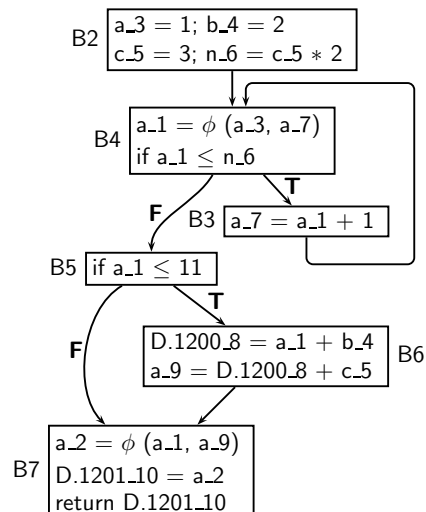 B2
a_3 = 1; b_4 = 2
c_5 = 3; n_6 = c_5 * 2
B4
a_1 = ϕ (a_3, a_7)
if a_1 ≤ n_6
F
T
B3
a_7 = a_1 + 1
B5
if a_1 ≤ 11
F
T
D.1200_8 = a_1 + b_4
a_9 = D.1200_8 + c_5
B6
B7
a_2 = ϕ (a_1, a_9)
D.1201_10 = a_2
return D.1201_10